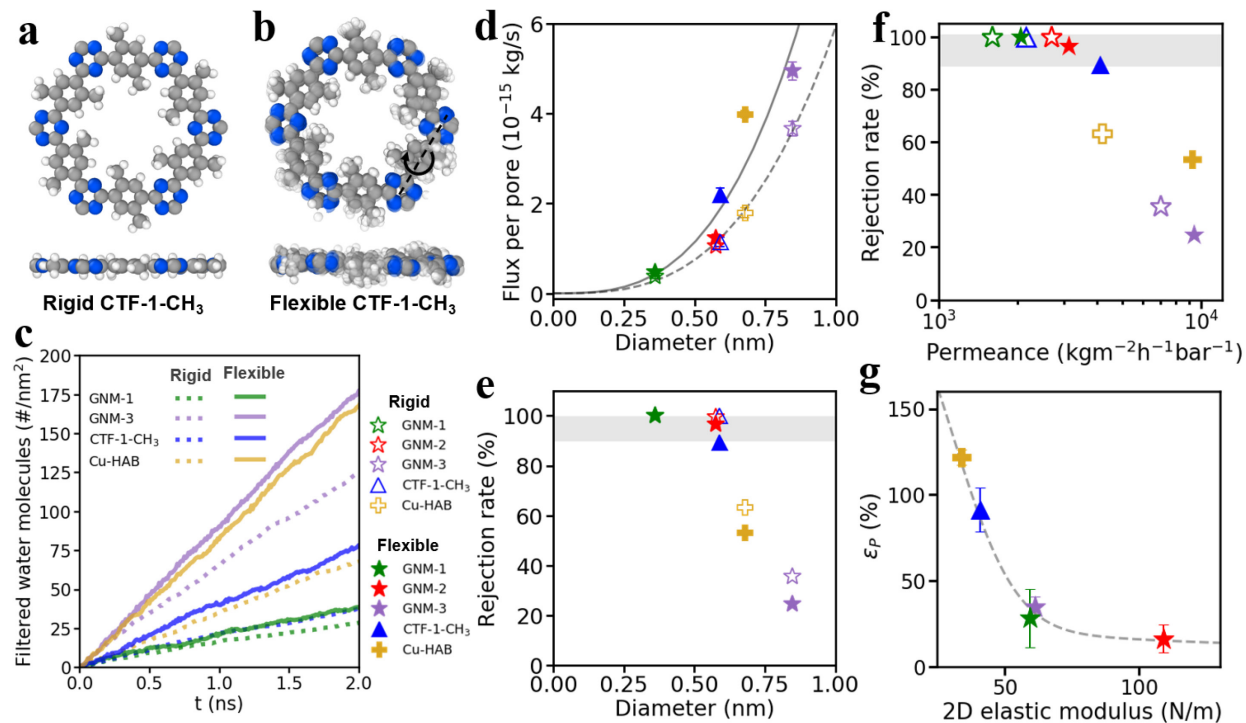 a
b
Rigid CTF-1-CH₃
Flexible CTF-1-CH₃
c
Filtered water molecules (#/nm²)
200
175
150
125
100
75
50
25
0
Rigid Flexible
GNM-1
GNM-3
CTF-1-CH₃
Cu-HAB
0.5 1.0 1.5 2.0
t (ns)
Rigid
GNM-1
GNM-2
GNM-3
CTF-1-CH₃
Cu-HAB
Flexible
GNM-1
GNM-2
GNM-3
CTF-1-CH₃
Cu-HAB
d
Flux per pore (10⁻¹⁵ kg/s)
6
4
2
0
0.00 0.25 0.50 0.75 1.00
Diameter (nm)
e
Rejection rate (%)
100
80
60
40
20
0
0.00 0.25 0.50 0.75 1.00
Diameter (nm)
f
Rejection rate (%)
100
80
60
40
20
0
10³ 10⁴
Permeance (kgm⁻²h⁻¹bar⁻¹)
g
εP (%)
150
100
50
0
50 100
2D elastic modulus (N/m)